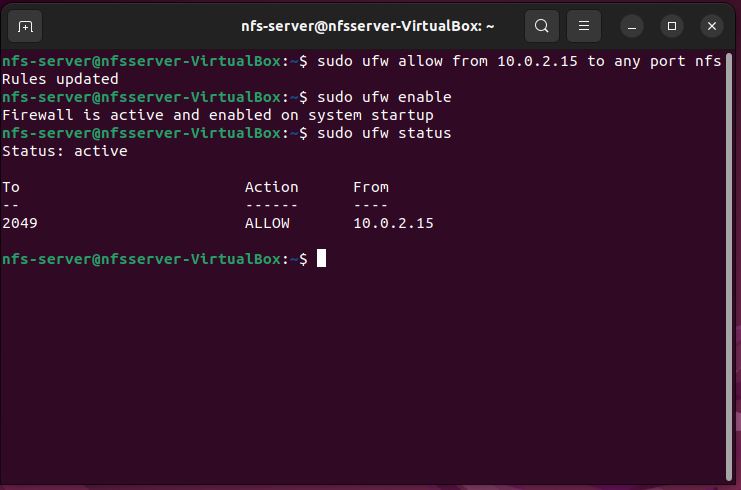 nfs-server@nfsserver-VirtualBox: ~
nfs-server@nfsserver-VirtualBox:~$ sudo ufw allow from 10.0.2.15 to any port nfs
Rules updated
nfs-server@nfsserver-VirtualBox:~$ sudo ufw enable
Firewall is active and enabled on system startup
nfs-server@nfsserver-VirtualBox:~$ sudo ufw status
Status: active
To                         Action      From
--                         ------      ----
2049                       ALLOW       10.0.2.15
nfs-server@nfsserver-VirtualBox:~$